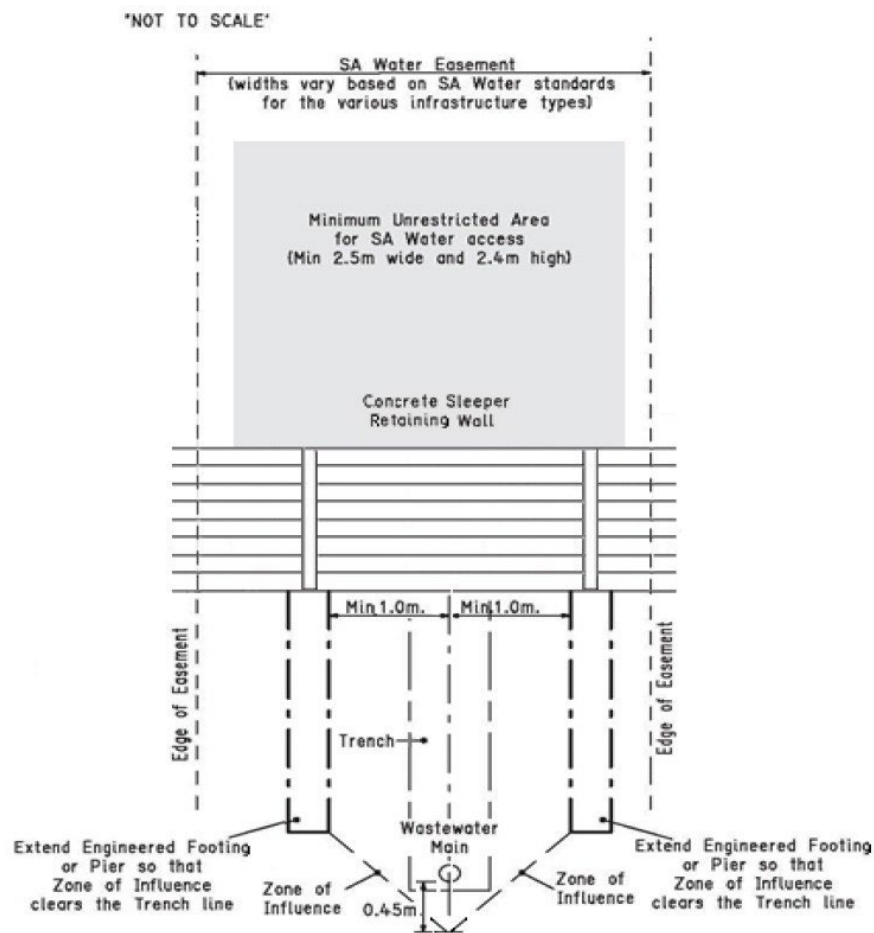 "NOT TO SCALE"
SA Water Easement
(widths vary based on SA Water standards
for the various infrastructure types)
Minimum Unrestricted Area
for SA Water access
(Min 2.5m wide and 2.4m high)
Concrete Sleeper
Retaining Wall
Min 1.0m.
Min 1.0m.
Edge of Easement
Edge of Easement
Trench
Wastewater
Main
Extend Engineered Footing
or Pier so that
Zone of Influence
clears the Trench line
Zone of
Influence
0.45m.
Zone of
Influence
Extend Engineered Footing
or Pier so that
Zone of Influence
clears the Trench line